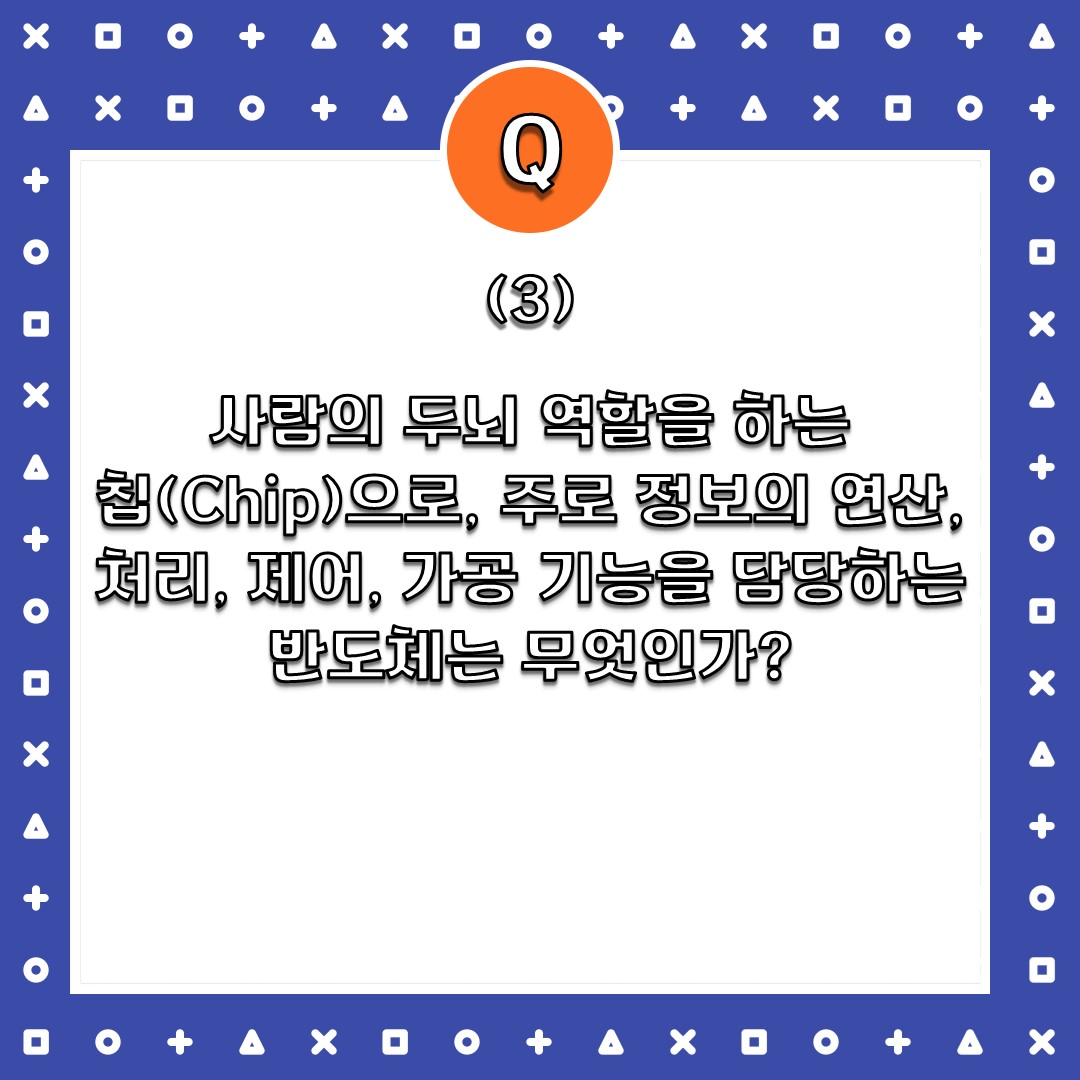 Q
(3)
사람의 두뇌 역할을 하는
칩(Chip)으로, 주로 정보의 연산,
처리, 제어, 가공 기능을 담당하는
반도체는 무엇인가?